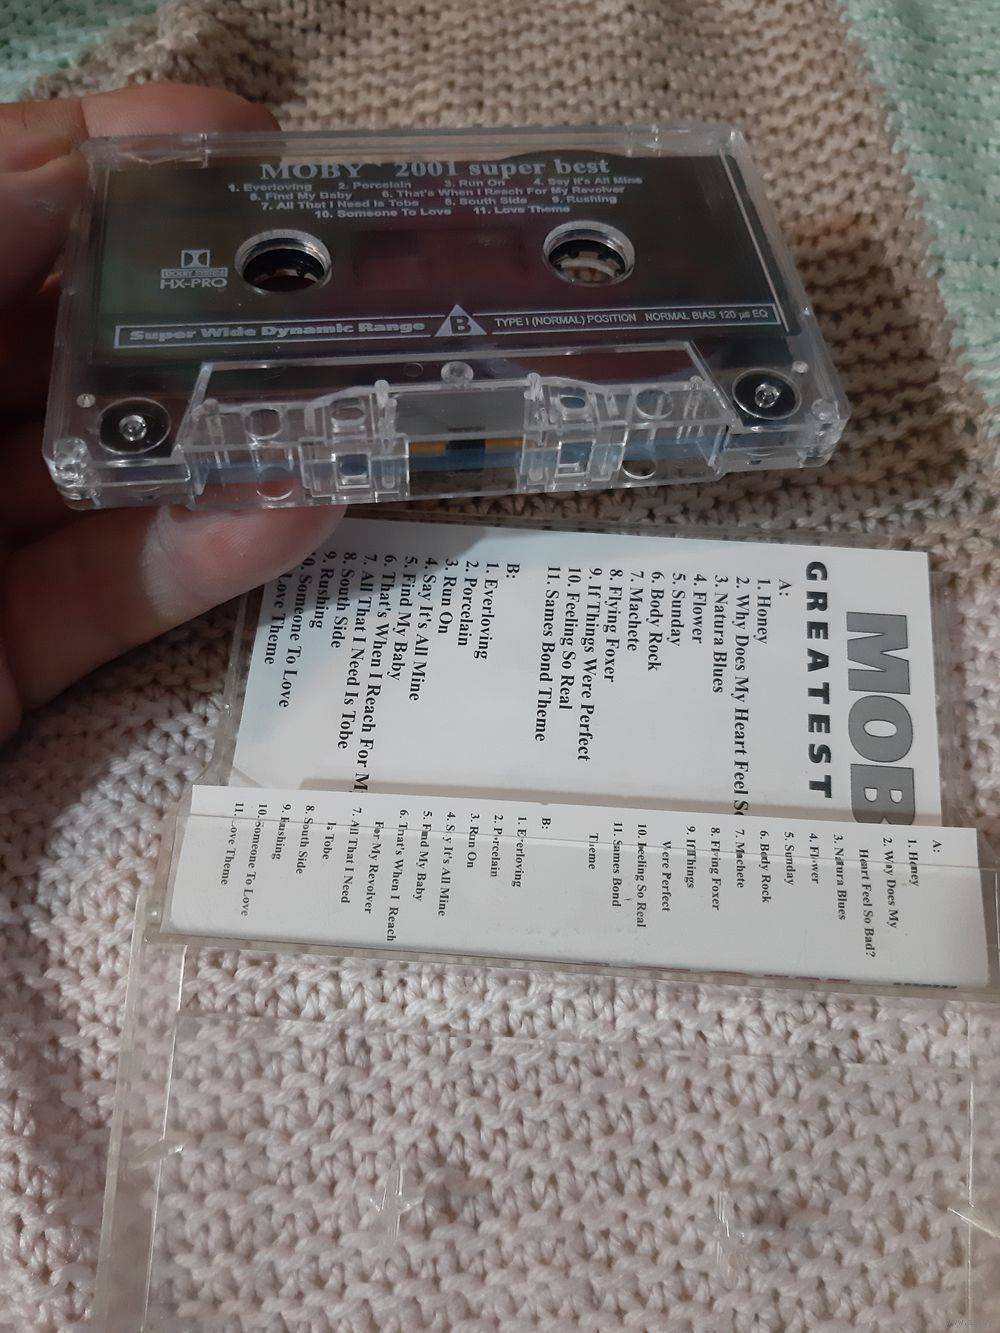 MOBY 2001 super best
1. Everloving 2. Porcelain 3. Run On 4. Say It's All Mine
5. Find My Baby 6. That's When I Reach For My Revolver
7. All That I Need Is Tobe 8. South Side 9. Rushing
10. Someone To Love 11. Love Theme
DOLBY SYSTEM
HX-PRO
Super Wide Dynamic Range B TYPE I (NORMAL) POSITION NORMAL BIAS 120 µs EQ
MOB
GREATEST
A:
1. Honey
2. Why Does My Heart Feel S
3. Natura Blues
4. Flower
5. Sunday
6. Body Rock
7. Machete
8. Flying Foxer
9. If Things Were Perfect
10. Feeling So Real
11. Sames Bond Theme
B:
1. Everloving
2. Porcelain
3. Run On
4. Say It's All Mine
5. Find My Baby
6. That's When I Reach For M
7. All That I Need Is Tobe
8. South Side
9. Rushing
10. Someone To Love
Love Theme
A:
1. Honey
2. Way Does My
Heart Feel So Bad?
3. Natura Blues
4. Flower
5. Sunday
6. Body Rock
7. Machete
8. Flying Foxer
9. If Things
Were Perfect
10. Feeling So Real
11. Sames Bond
Theme
B:
1. Everloving
2. Porcelain
3. Run On
4. Say It's All Mine
5. Find My Baby
6. That's When I Reach
For My Revolver
7. All That I Need
Is Tobe
8. South Side
9. Rushing
10. Someone To Love
11. Love Theme